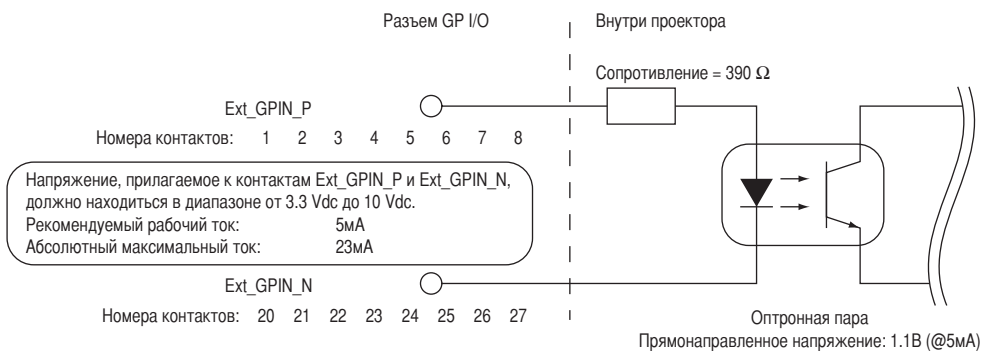 Разъем GP I/O
Внутри проектора
Сопротивление = 390 Ω
Ext_GPIN_P
Номера контактов: 1 2 3 4 5 6 7 8
Напряжение, прилагаемое к контактам Ext_GPIN_P и Ext_GPIN_N,
должно находиться в диапазоне от 3.3 Vdc до 10 Vdc.
Рекомендуемый рабочий ток: 5мА
Абсолютный максимальный ток: 23мА
Ext_GPIN_N
Номера контактов: 20 21 22 23 24 25 26 27
Оптронная пара
Прямонаправленное напряжение: 1.1В (@5мА)